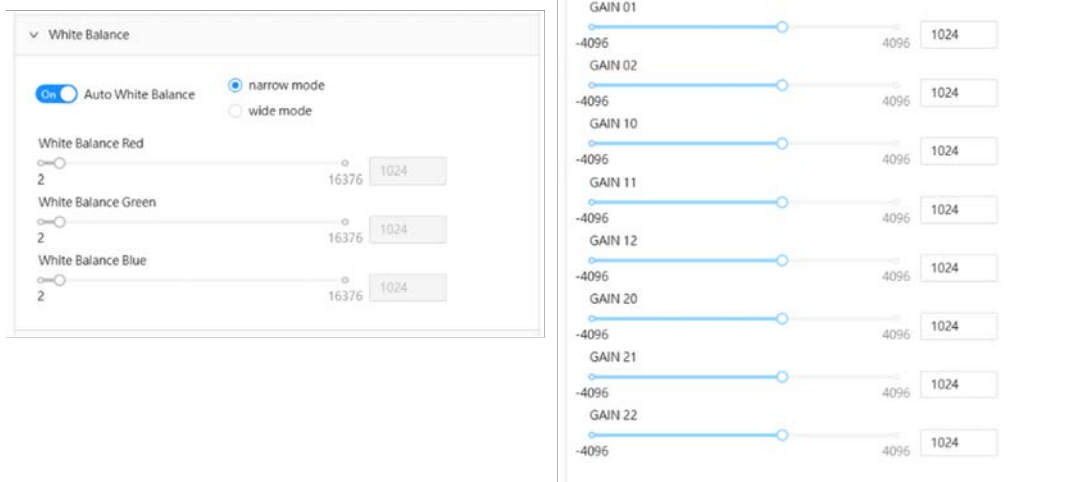 White Balance
On Auto White Balance
narrow mode
wide mode
White Balance Red
2 16376 1024
White Balance Green
2 16376 1024
White Balance Blue
2 16376 1024
GAIN 01
-4096 4096 1024
GAIN 02
-4096 4096 1024
GAIN 10
-4096 4096 1024
GAIN 11
-4096 4096 1024
GAIN 12
-4096 4096 1024
GAIN 20
-4096 4096 1024
GAIN 21
-4096 4096 1024
GAIN 22
-4096 4096 1024